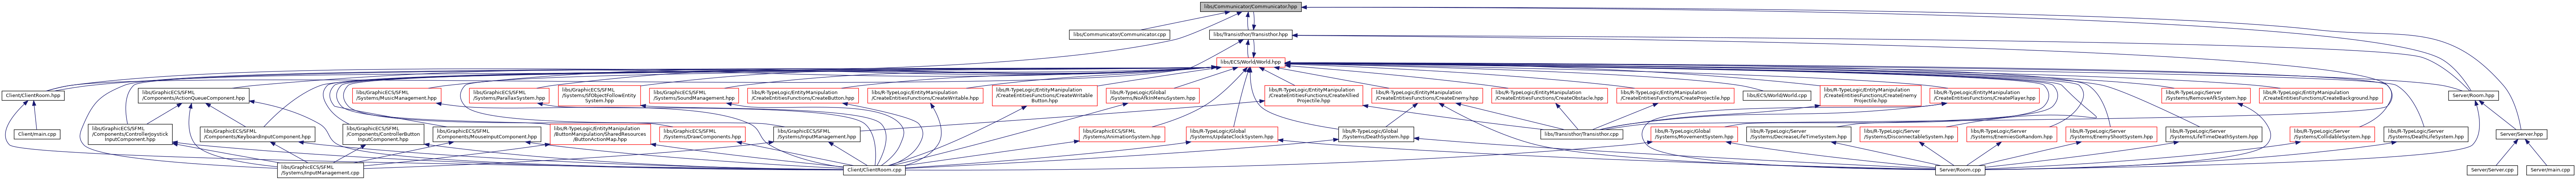 libs/Communicator/Communicator.hpp
libs/Communicator/Communicator.cpp
libs/Transisthor/Transisthor.hpp
libs/ECS/World/World.hpp
Client/ClientRoom.hpp
libs/GraphicECS/SFML
/Components/ActionQueueComponent.hpp
libs/GraphicECS/SFML
/Systems/MusicManagement.hpp
libs/GraphicECS/SFML
/Systems/ParallaxSystem.hpp
libs/GraphicECS/SFML
/Systems/SfObjectFollowEntity
System.hpp
libs/GraphicECS/SFML
/Systems/SoundManagement.hpp
libs/R-TypeLogic/EntityManipulation
/CreateEntitiesFunctions/CreateButton.hpp
libs/R-TypeLogic/EntityManipulation
/CreateEntitiesFunctions/CreateWritable.hpp
libs/R-TypeLogic/EntityManipulation
/CreateEntitiesFunctions/CreateWritable
Button.hpp
libs/R-TypeLogic/Global
/Systems/NoAfkInMenuSystem.hpp
libs/R-TypeLogic/EntityManipulation
/CreateEntitiesFunctions/CreateAllied
Projectile.hpp
libs/R-TypeLogic/EntityManipulation
/CreateEntitiesFunctions/CreateEnemy.hpp
libs/R-TypeLogic/EntityManipulation
/CreateEntitiesFunctions/CreateObstacle.hpp
libs/R-TypeLogic/EntityManipulation
/CreateEntitiesFunctions/CreateProjectile.hpp
libs/ECS/World/World.cpp
libs/R-TypeLogic/EntityManipulation
/CreateEntitiesFunctions/CreateEnemy
Projectile.hpp
libs/R-TypeLogic/EntityManipulation
/CreateEntitiesFunctions/CreatePlayer.hpp
libs/R-TypeLogic/Server
/Systems/RemoveAfkSystem.hpp
libs/R-TypeLogic/EntityManipulation
/CreateEntitiesFunctions/CreateBackground.hpp
Server/Room.hpp
Client/main.cpp
libs/GraphicECS/SFML
/Components/ControllerJoystick
InputComponent.hpp
libs/GraphicECS/SFML
/Components/KeyboardInputComponent.hpp
libs/GraphicECS/SFML
/Components/ControllerButton
InputComponent.hpp
libs/GraphicECS/SFML
/Components/MouseInputComponent.hpp
libs/R-TypeLogic/EntityManipulation
/ButtonManipulation/SharedResources
/ButtonActionMap.hpp
libs/GraphicECS/SFML
/Systems/DrawComponents.hpp
libs/GraphicECS/SFML
/Systems/InputManagement.hpp
libs/GraphicECS/SFML
/Systems/AnimationSystem.hpp
libs/R-TypeLogic/Global
/Systems/UpdateClockSystem.hpp
libs/R-TypeLogic/Global
/Systems/DeathSystem.hpp
libs/Transisthor/Transisthor.cpp
libs/R-TypeLogic/Global
/Systems/MovementSystem.hpp
libs/R-TypeLogic/Server
/Systems/DecreaseLifeTimeSystem.hpp
libs/R-TypeLogic/Server
/Systems/DisconnectableSystem.hpp
libs/R-TypeLogic/Server
/Systems/EnemiesGoRandom.hpp
libs/R-TypeLogic/Server
/Systems/EnemyShootSystem.hpp
libs/R-TypeLogic/Server
/Systems/LifeTimeDeathSystem.hpp
libs/R-TypeLogic/Server
/Systems/CollidableSystem.hpp
libs/R-TypeLogic/Server
/Systems/DeathLifeSystem.hpp
Server/Server.hpp
libs/GraphicECS/SFML
/Systems/InputManagement.cpp
Client/ClientRoom.cpp
Server/Room.cpp
Server/Server.cpp
Server/main.cpp